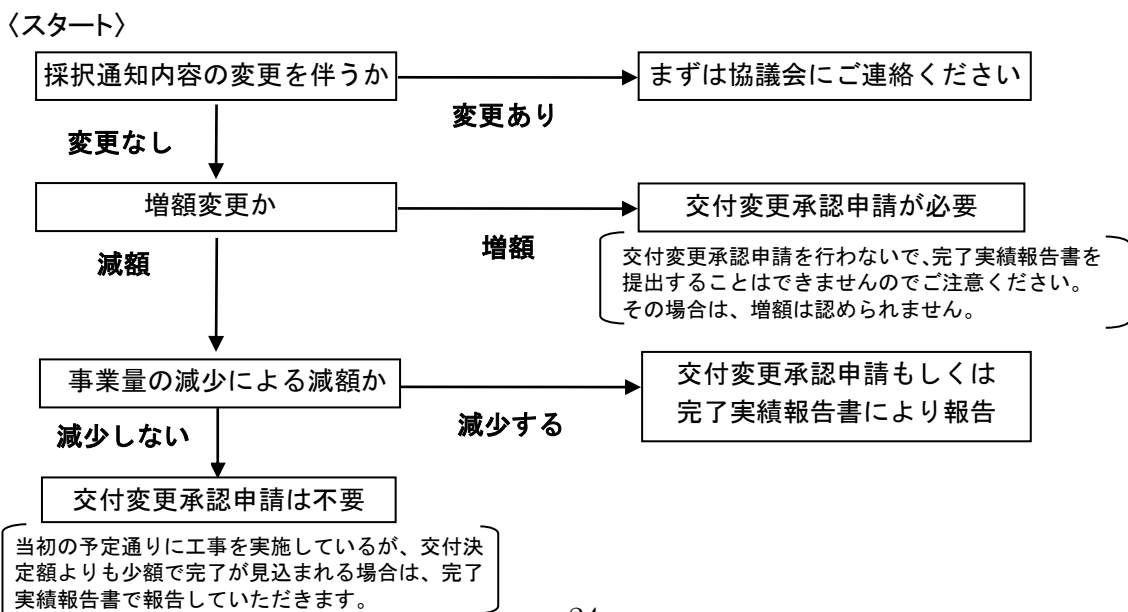 〈スタート〉
採択通知内容の変更を伴うか
まずは協議会にご連絡ください
変更あり
変更なし
増額変更か
交付変更承認申請が必要
増額
減額
交付変更承認申請を行わないで、完了実績報告書を
提出することはできませんのでご注意ください。
その場合は、増額は認められません。
事業量の減少による減額か
交付変更承認申請もしくは
完了実績報告書により報告
減少する
減少しない
交付変更承認申請は不要
当初の予定通りに工事を実施しているが、交付決
定額よりも少額で完了が見込まれる場合は、完了
実績報告書で報告していただきます。